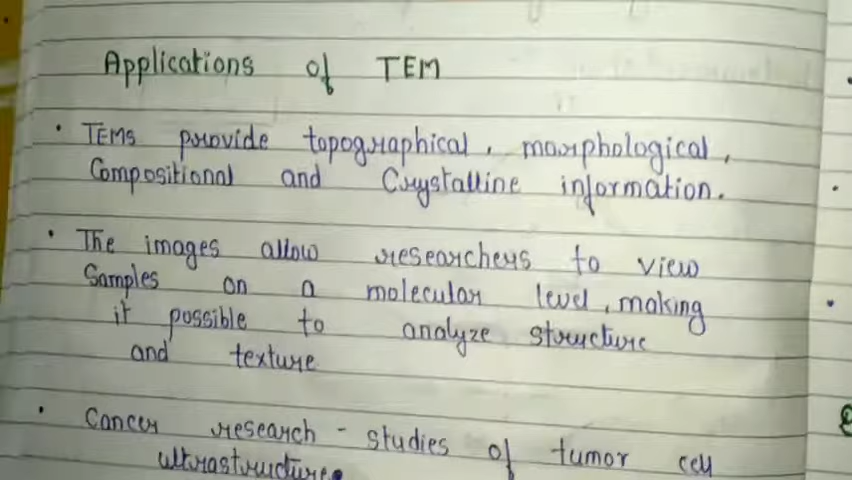 Applications of TEM
• TEMs provide topographical, morphological,
Compositional and Crystalline information.
• The images allow researchers to view
Samples on a molecular level, making
it possible to analyze structure
and texture
• Cancer research - studies of tumor cell
ultrastructure.